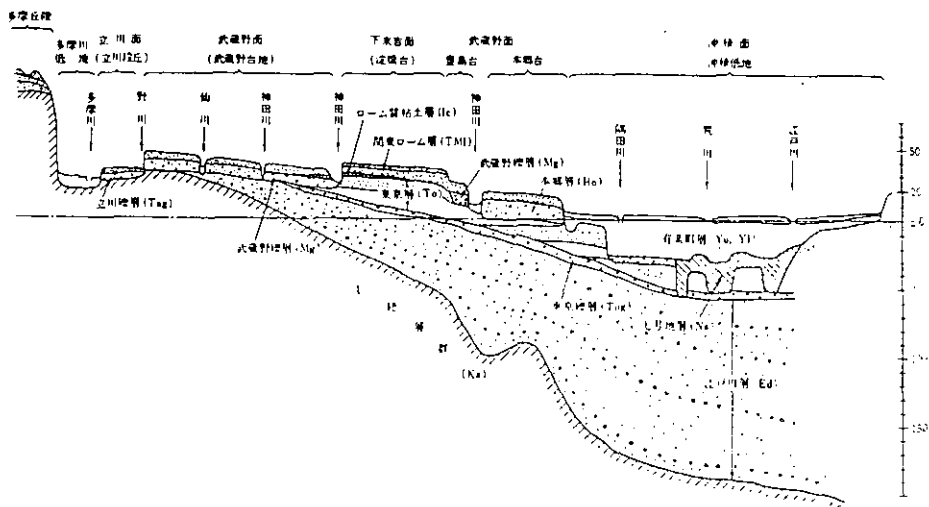 多摩丘陵
多摩川
低地
立川面
(立川段丘)
武蔵野面
(武蔵野台地)
下末吉面
(淀橋台)
武蔵野面
豊島台
本郷台
沖積面
沖積低地
多摩川
野川
仙川
神田川
神田川
神田川
隅田川
荒川
江戸川
ローム質粘土層(lc)
関東ローム層(TMl)
武蔵野礫層(Mg)
本郷層(Ho)
東京層(To)
立川礫層(Tag)
武蔵野礫層(Mg)
有楽町層(Yu, Yl)
東京礫層(Tog)
七号地層(Na)
江戸川層(Ed)
上総層群
(Ka)
50
20
150